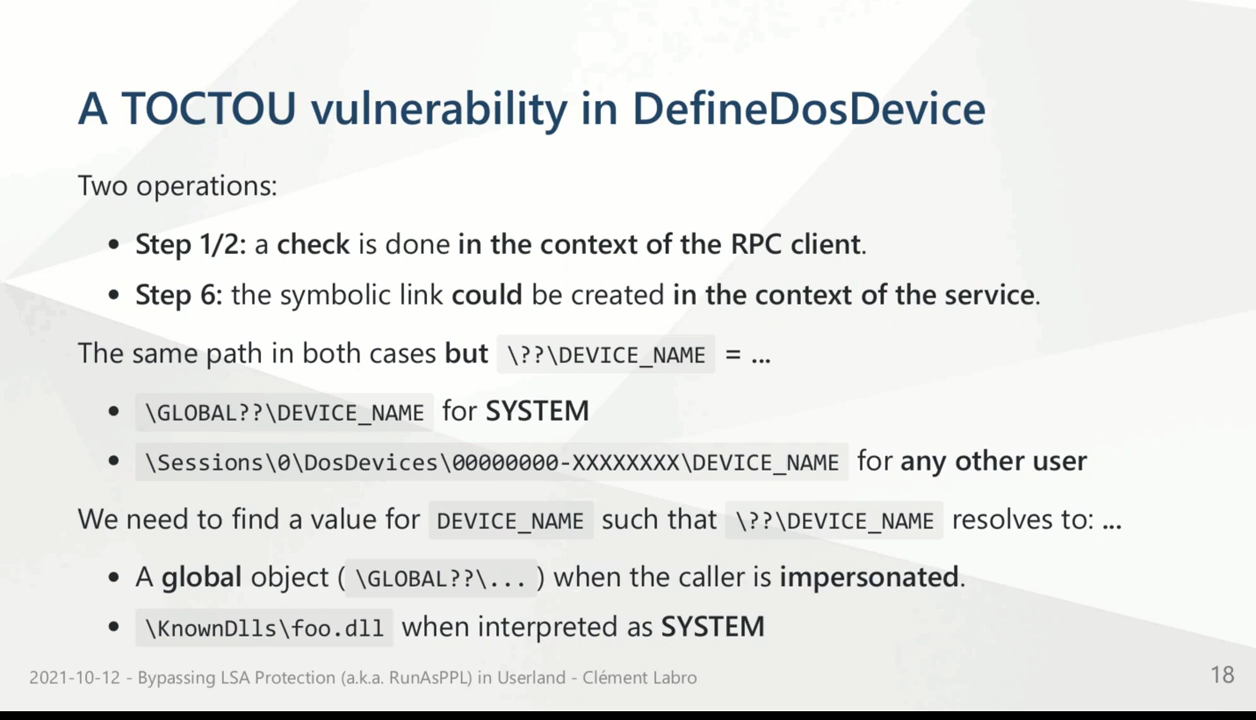 A TOCTOU vulnerability in DefineDosDevice
Two operations:
• Step 1/2: a check is done in the context of the RPC client.
• Step 6: the symbolic link could be created in the context of the service.
The same path in both cases but \??\DEVICE_NAME = ...
• \GLOBAL??\DEVICE_NAME for SYSTEM
• \Sessions\0\DosDevices\00000000-XXXXXXXX\DEVICE_NAME for any other user
We need to find a value for DEVICE_NAME such that \??\DEVICE_NAME resolves to: ...
• A global object ( \GLOBAL??\... ) when the caller is impersonated.
• \KnownDlls\foo.dll when interpreted as SYSTEM
2021-10-12 - Bypassing LSA Protection (a.k.a. RunAsPPL) in Userland - Clément Labro
18